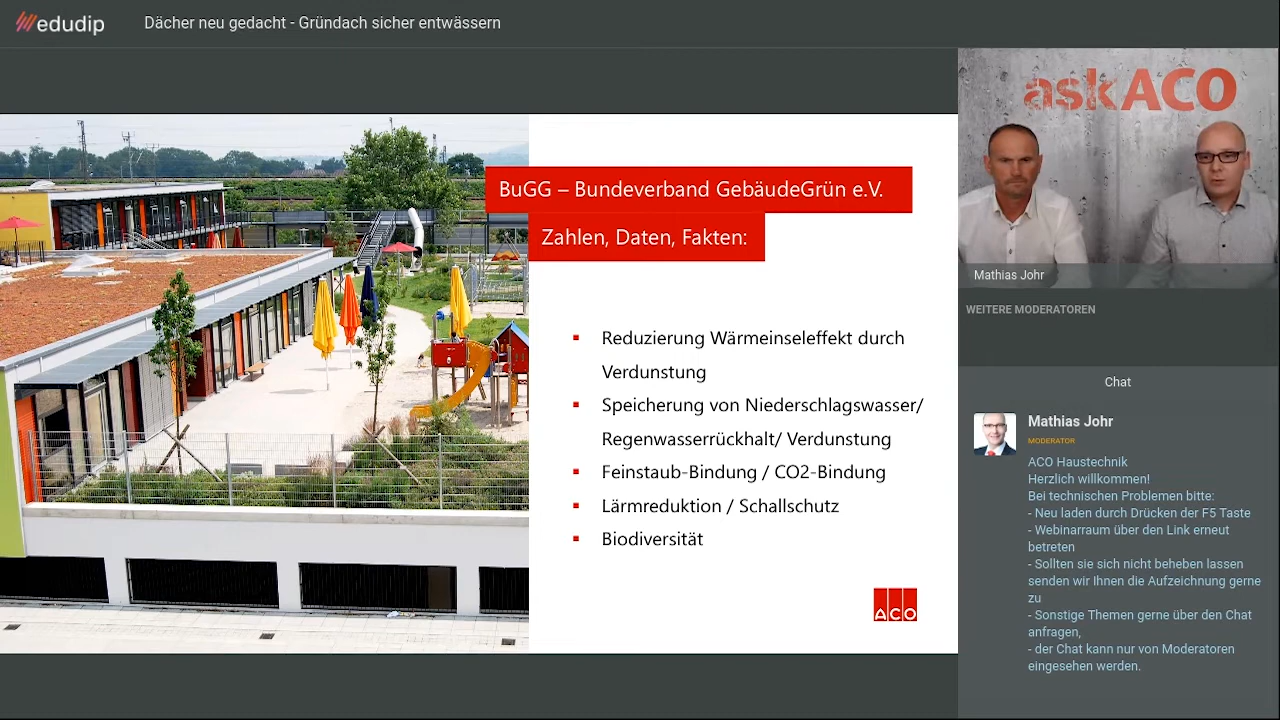 edudip
Dächer neu gedacht - Gründach sicher entwässern
BuGG – Bundeverband GebäudeGrün e.V.
Zahlen, Daten, Fakten:
▪ Reduzierung Wärmeinseleffekt durch
Verdunstung
▪ Speicherung von Niederschlagswasser/
Regenwasserrückhalt/ Verdunstung
▪ Feinstaub-Bindung / CO2-Bindung
▪ Lärmreduktion / Schallschutz
▪ Biodiversität
ACO
askACO
Mathias Johr
WEITERE MODERATOREN
Chat
Mathias Johr
MODERATOR
ACO Haustechnik
Herzlich willkommen!
Bei technischen Problemen bitte:
- Neu laden durch Drücken der F5 Taste
- Webinarraum über den Link erneut
betreten
- Sollten sie sich nicht beheben lassen
senden wir Ihnen die Aufzeichnung gerne
zu
- Sonstige Themen gerne über den Chat
anfragen,
- der Chat kann nur von Moderatoren
eingesehen werden.